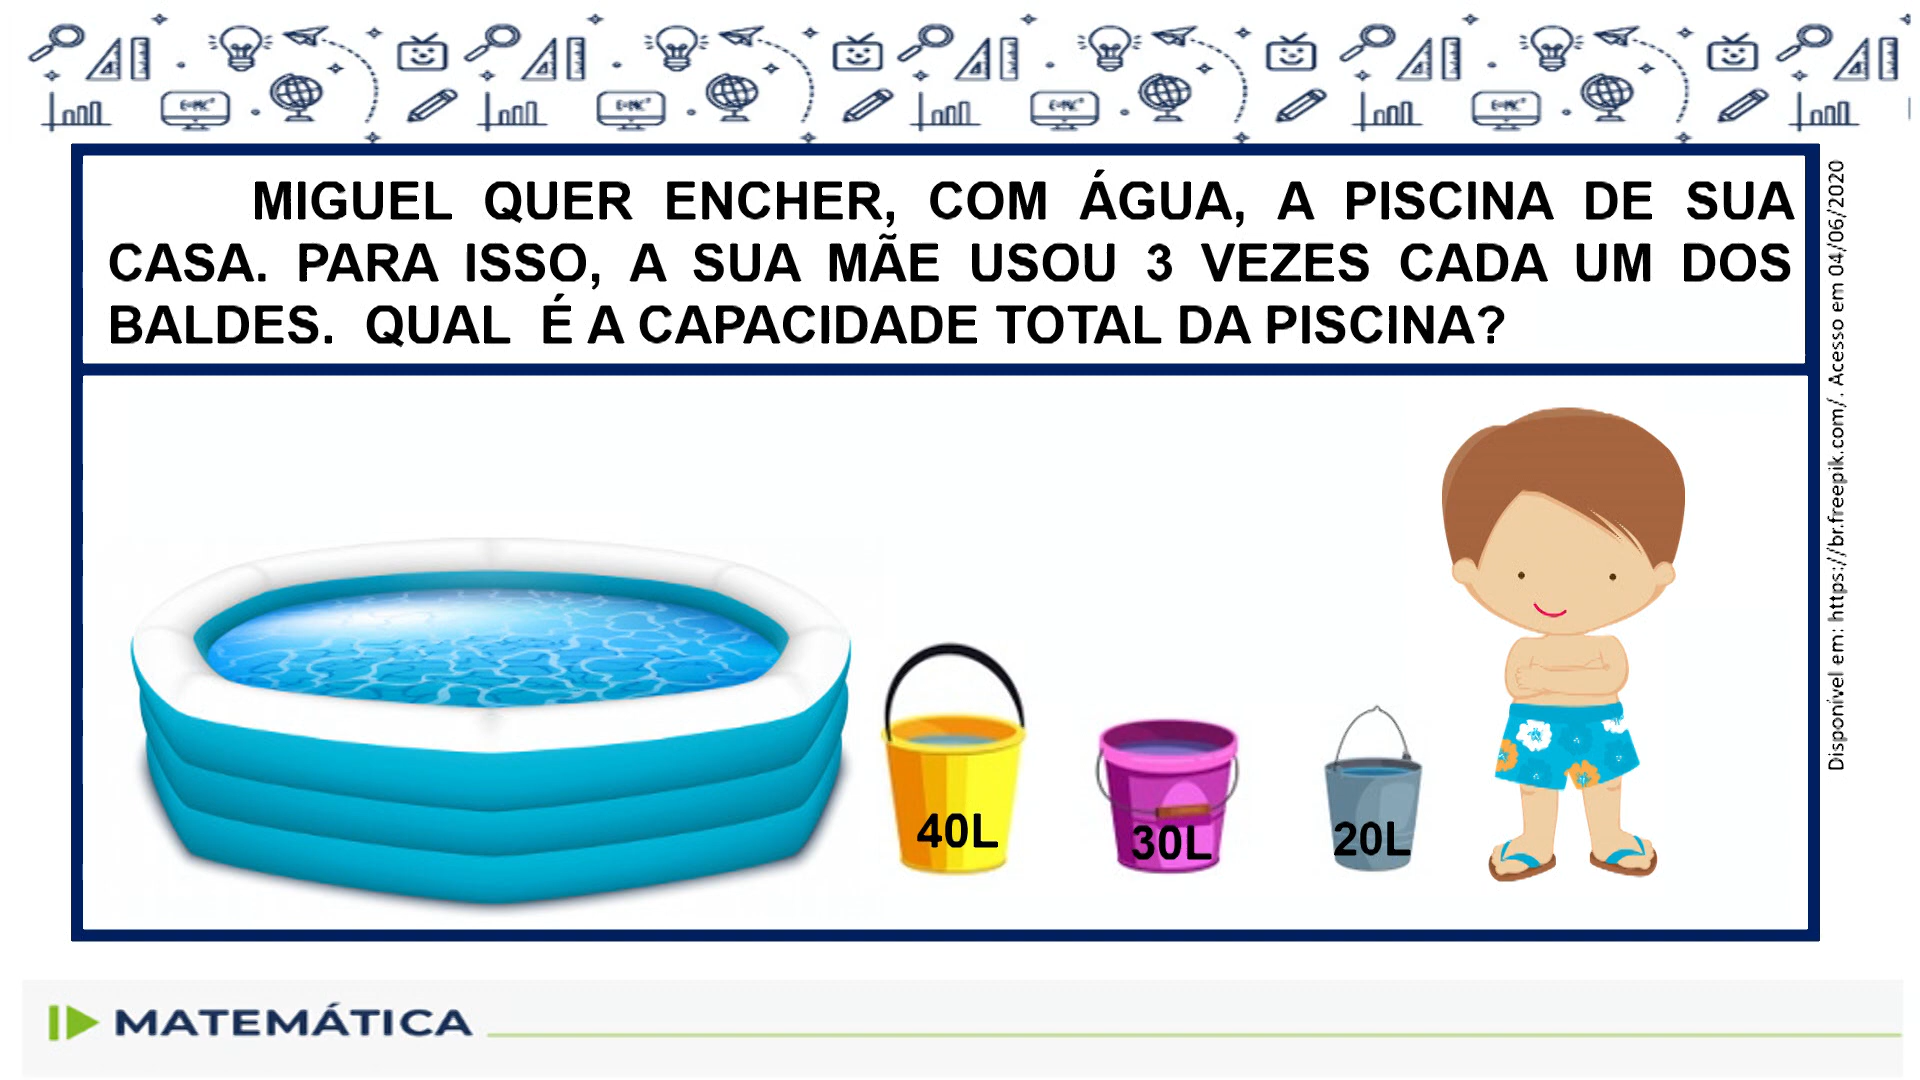 MIGUEL QUER ENCHER, COM ÁGUA, A PISCINA DE SUA
CASA. PARA ISSO, A SUA MÃE USOU 3 VEZES CADA UM DOS
BALDES. QUAL É A CAPACIDADE TOTAL DA PISCINA?
Disponível em: https://br.freepik.com/. Acesso em 04/06/2020
40L
30L
20L
MATEMÁTICA